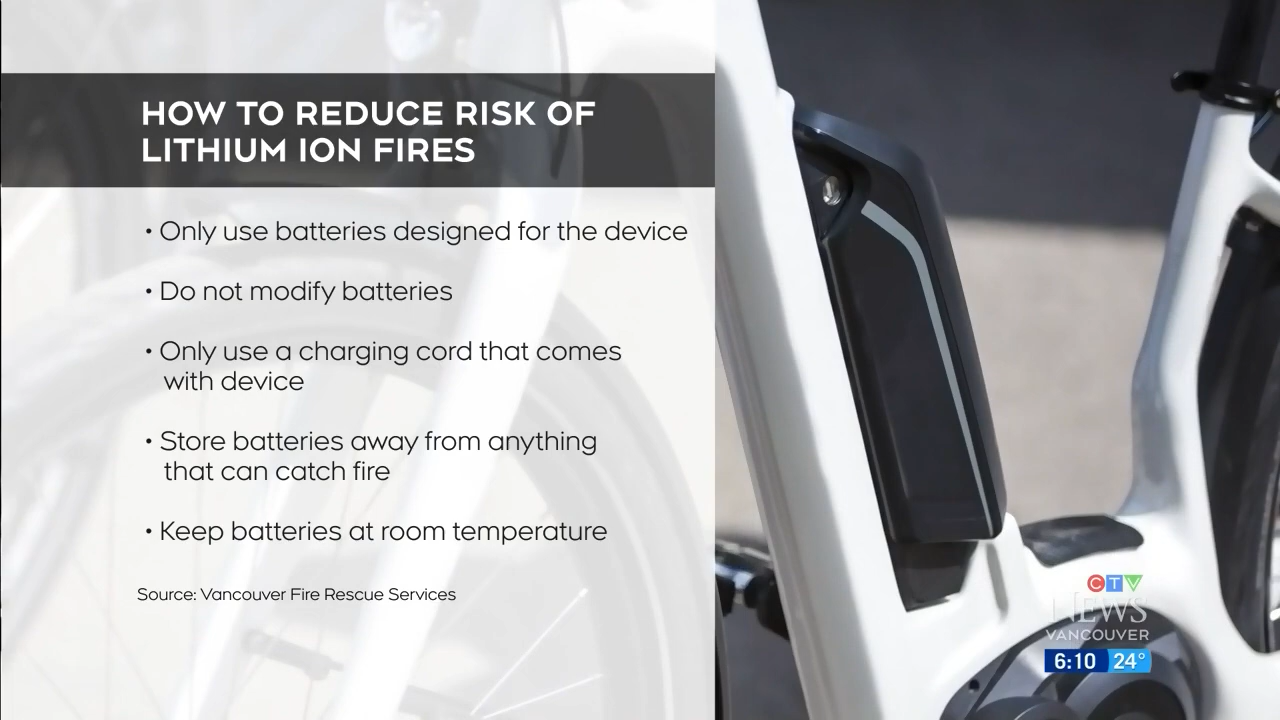 HOW TO REDUCE RISK OF
LITHIUM ION FIRES
• Only use batteries designed for the device
• Do not modify batteries
• Only use a charging cord that comes
with device
• Store batteries away from anything
that can catch fire
• Keep batteries at room temperature
Source: Vancouver Fire Rescue Services
CTV
NEWS
VANCOUVER
6:10 24°